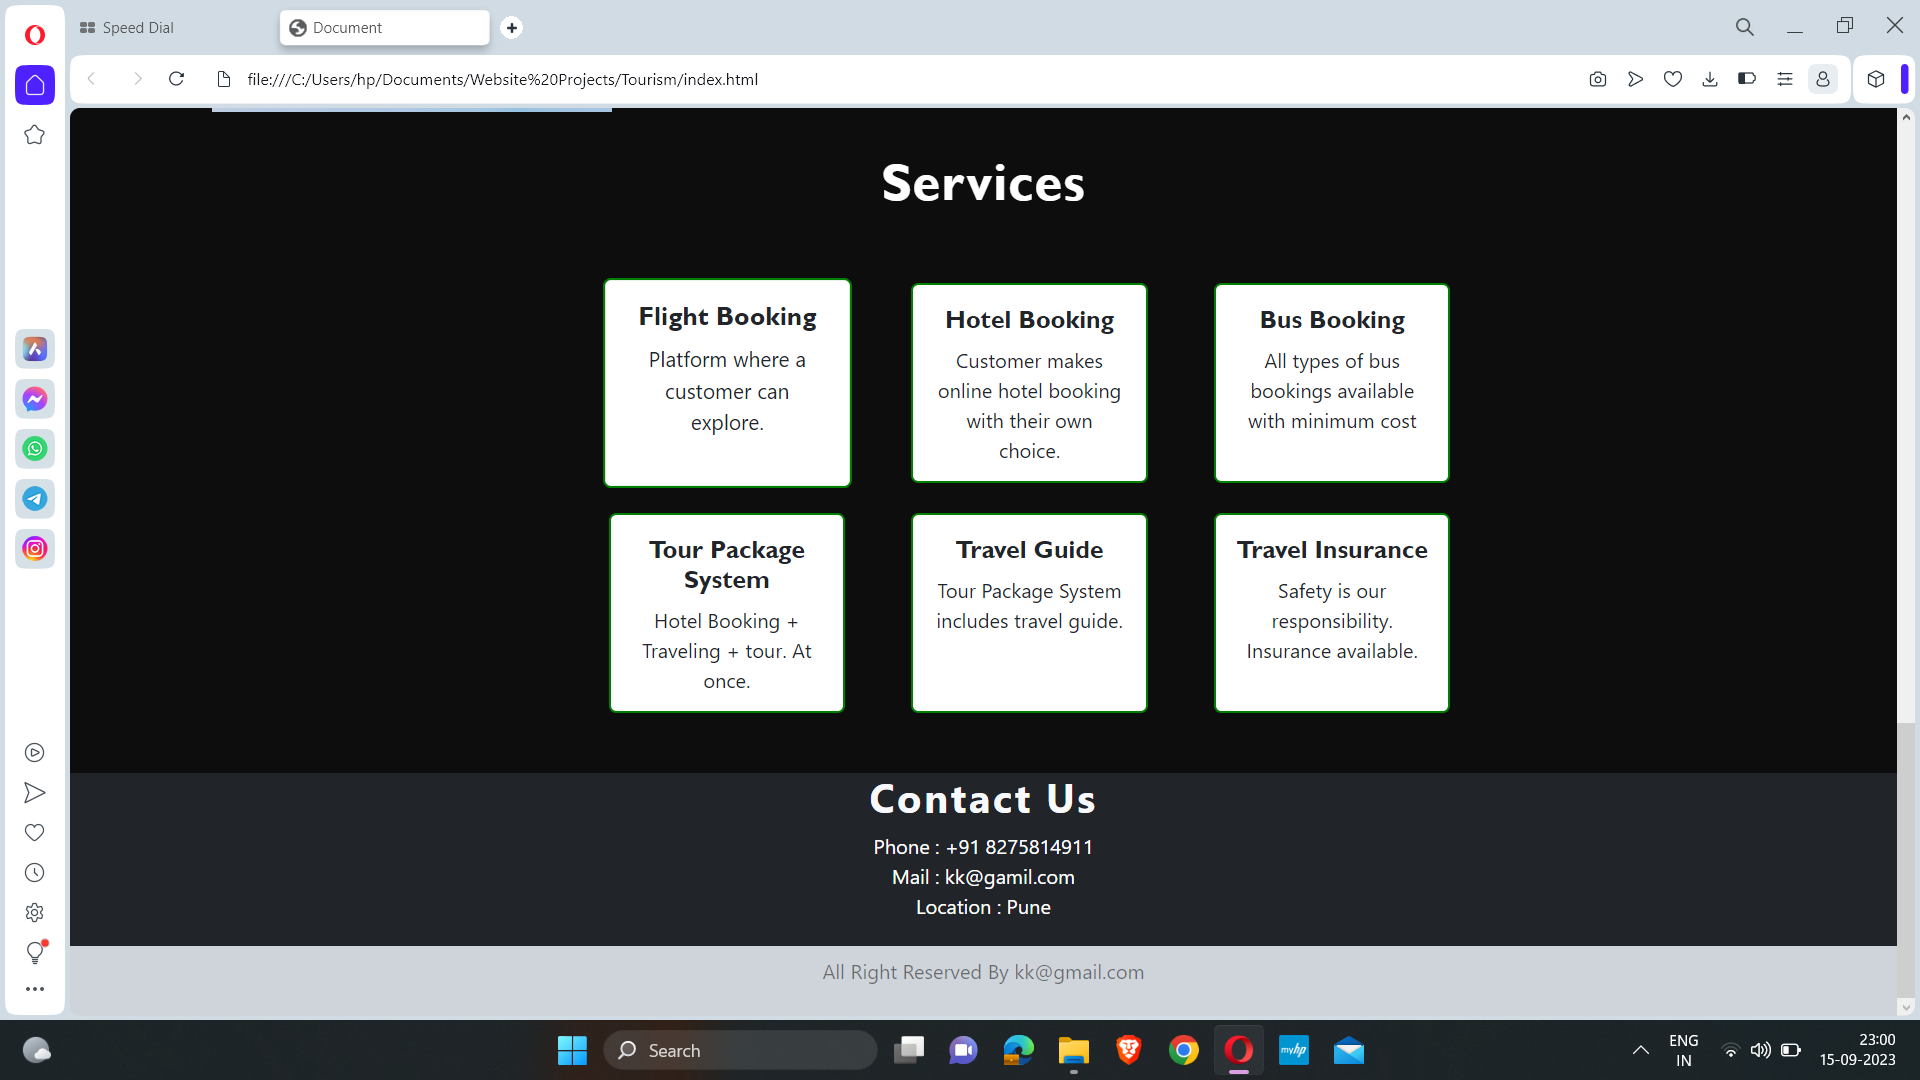 Speed Dial
Document
file:///C:/Users/hp/Documents/Website%20Projects/Tourism/index.html
Services
Flight Booking
Platform where a
customer can
explore.
Hotel Booking
Customer makes
online hotel booking
with their own
choice.
Bus Booking
All types of bus
bookings available
with minimum cost
Tour Package
System
Hotel Booking +
Traveling + tour. At
once.
Travel Guide
Tour Package System
includes travel guide.
Travel Insurance
Safety is our
responsibility.
Insurance available.
Contact Us
Phone : +91 8275814911
Mail : kk@gamil.com
Location : Pune
All Right Reserved By kk@gmail.com
Search
myhp
ENG
IN
23:00
15-09-2023